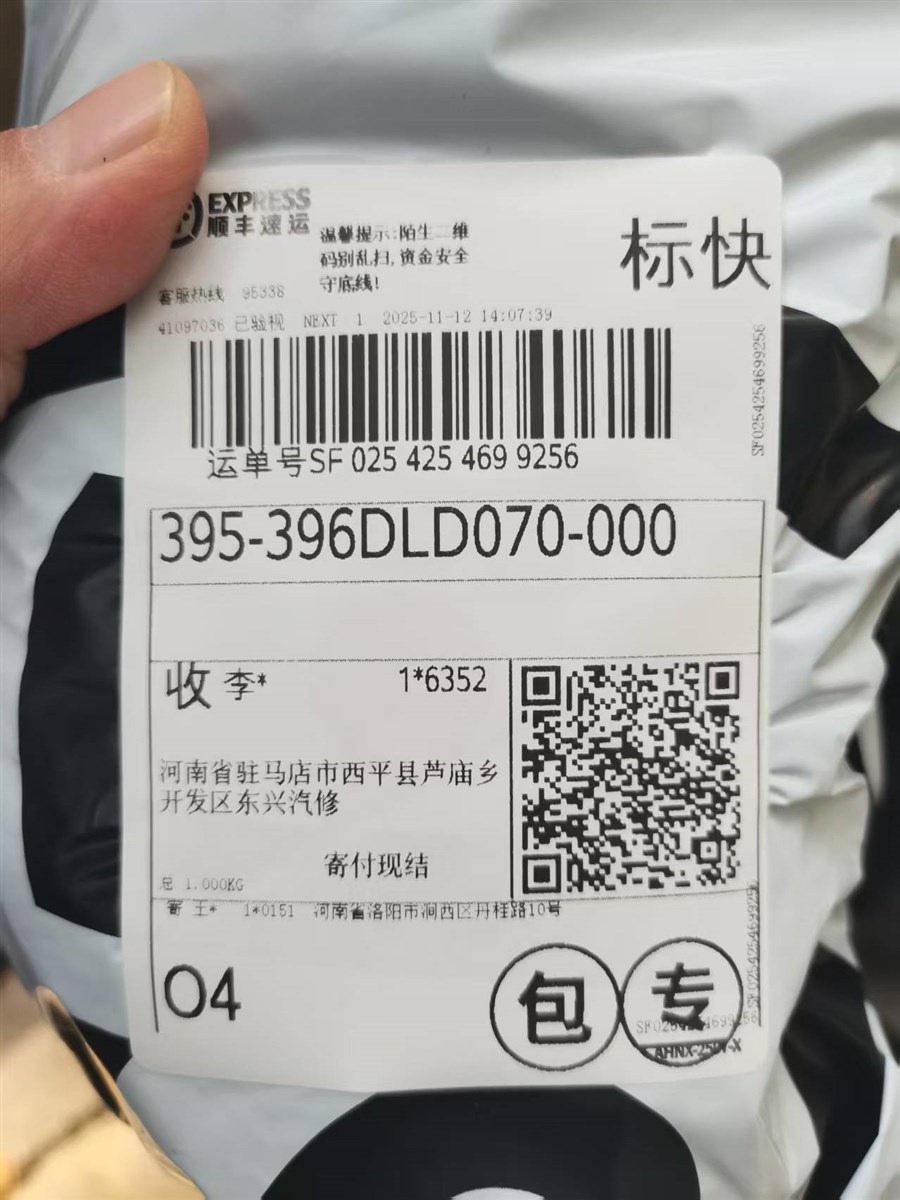 EXPRESS
顺丰速运
温馨提示:陌生二维
码别乱扫,资金安全
守底线!
标快
客服热线 95338
41097036 已验视 NEXT 1 2025-11-12 14:07:39
SF0254254699256
运单号SF 025 425 469 9256
395-396DLD070-000
收 李* 1*6352
河南省驻马店市西平县芦庙乡
开发区东兴汽修
寄付现结
总 1.000KG
寄 王* 1*0151 河南省洛阳市涧西区丹桂路10号
SF0254254699256
04
包 专
SF0254254699256